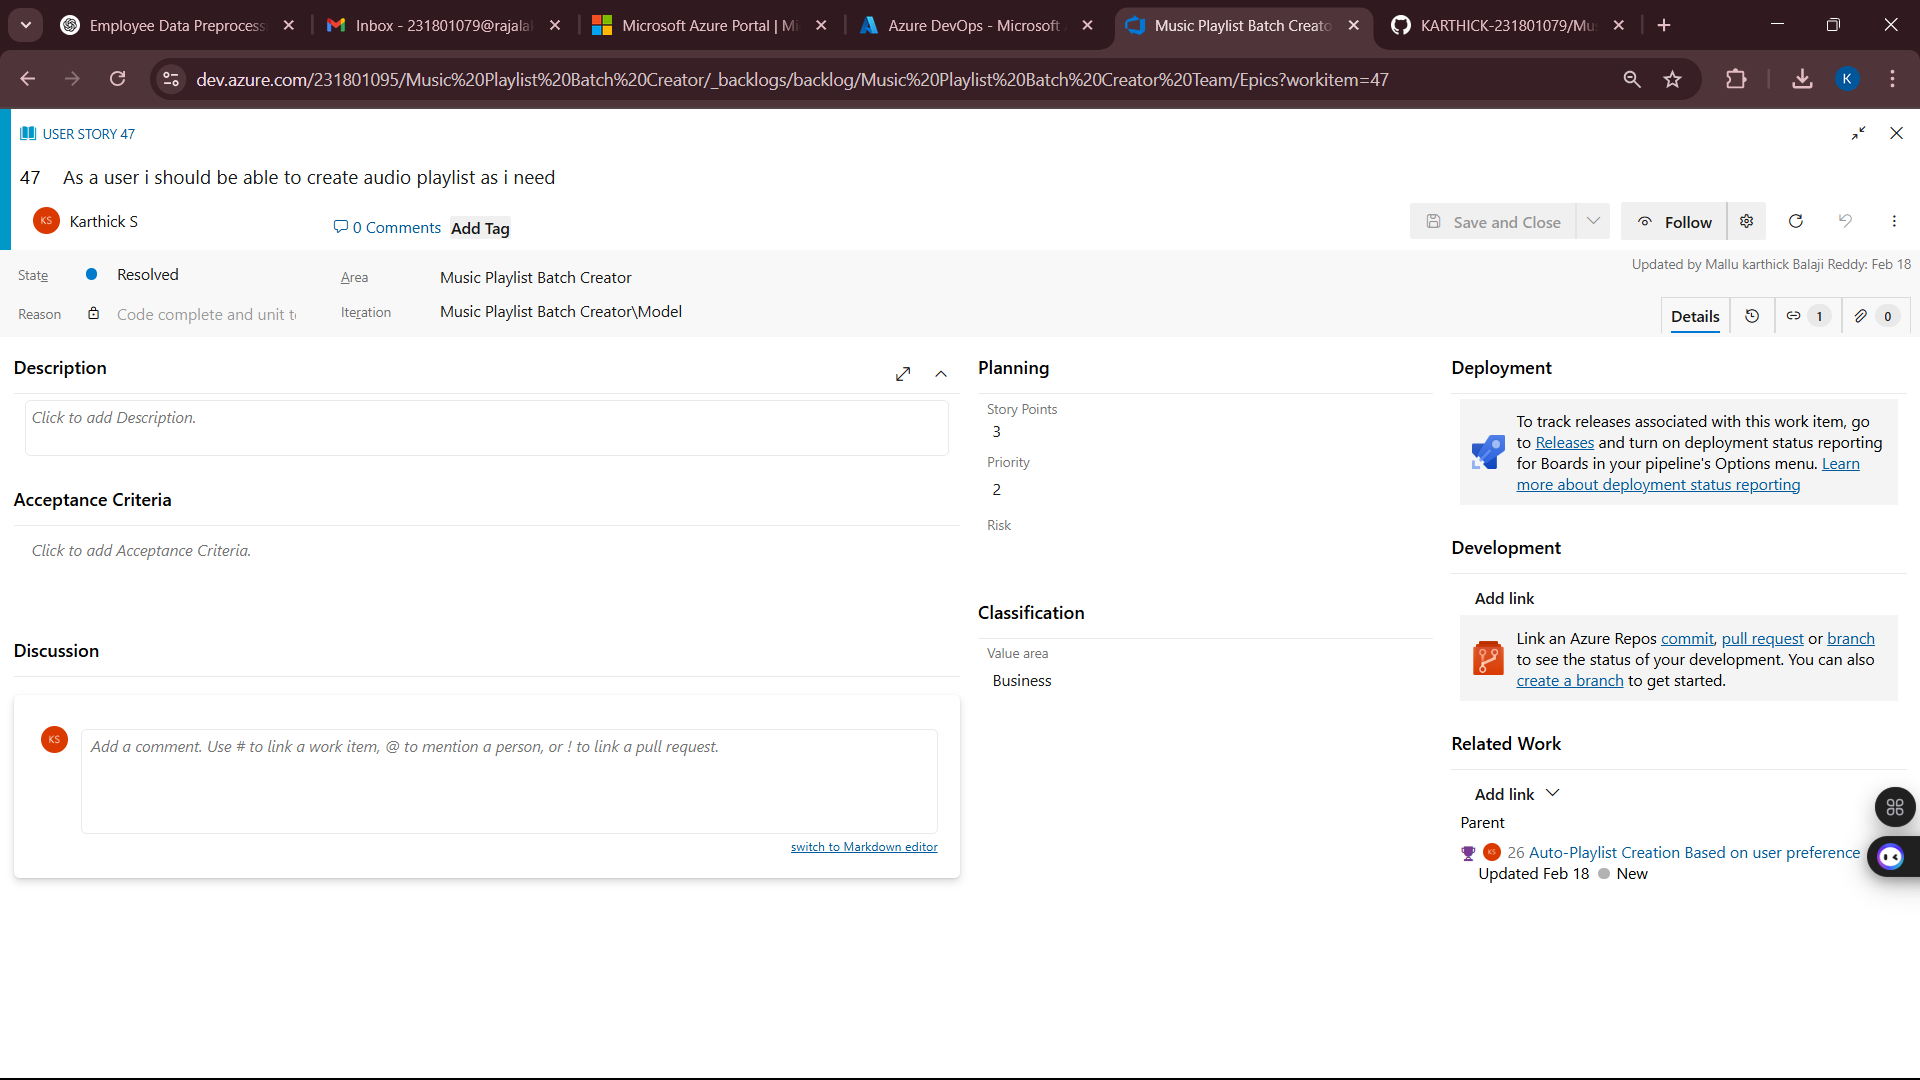 Employee Data Preprocess
Inbox - 231801079@rajala
Microsoft Azure Portal | Mi
Azure DevOps - Microsoft
Music Playlist Batch Creato
KARTHICK-231801079/Mu
dev.azure.com/231801095/Music%20Playlist%20Batch%20Creator/_backlogs/backlog/Music%20Playlist%20Batch%20Creator%20Team/Epics?workitem=47
K
USER STORY 47
47 As a user i should be able to create audio playlist as i need
KS Karthick S
0 Comments
Add Tag
Save and Close
Follow
State
Resolved
Area
Music Playlist Batch Creator
Updated by Mallu karthick Balaji Reddy: Feb 18
Reason
Code complete and unit te
Iteration
Music Playlist Batch Creator\Model
Details
1
0
Description
Click to add Description.
Acceptance Criteria
Click to add Acceptance Criteria.
Discussion
KS
Add a comment. Use # to link a work item, @ to mention a person, or ! to link a pull request.
switch to Markdown editor
Planning
Story Points
3
Priority
2
Risk
Classification
Value area
Business
Deployment
To track releases associated with this work item, go
to Releases and turn on deployment status reporting
for Boards in your pipeline's Options menu. Learn
more about deployment status reporting
Development
Add link
Link an Azure Repos commit, pull request or branch
to see the status of your development. You can also
create a branch to get started.
Related Work
Add link
Parent
KS 26 Auto-Playlist Creation Based on user preference
Updated Feb 18 New